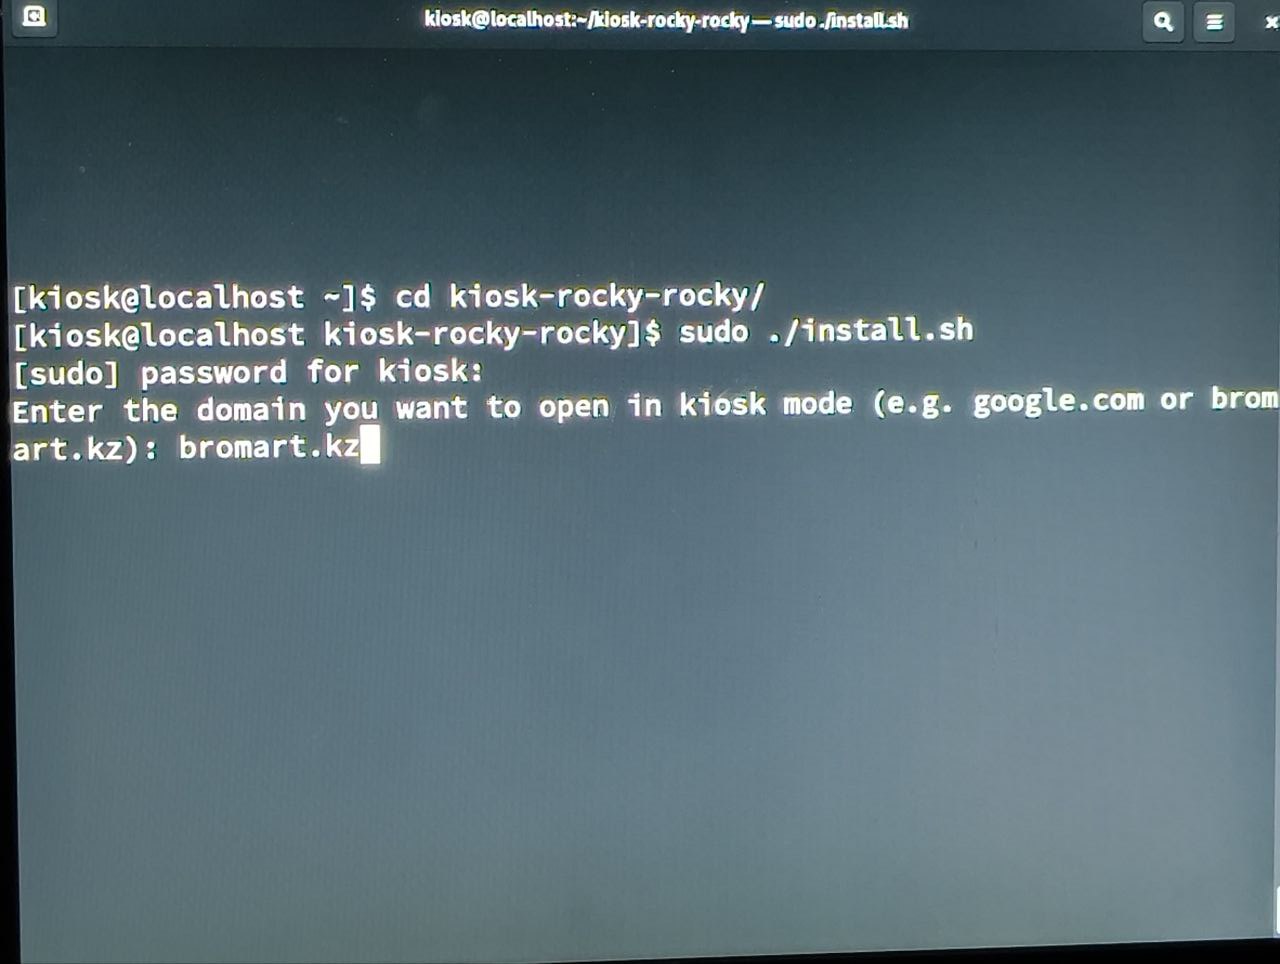 kiosk@localhost:~/kiosk-rocky-rocky — sudo ./install.sh
[kiosk@localhost ~]$ cd kiosk-rocky-rocky/
[kiosk@localhost kiosk-rocky-rocky]$ sudo ./install.sh
[sudo] password for kiosk:
Enter the domain you want to open in kiosk mode (e.g. google.com or brom
art.kz): bromart.kz